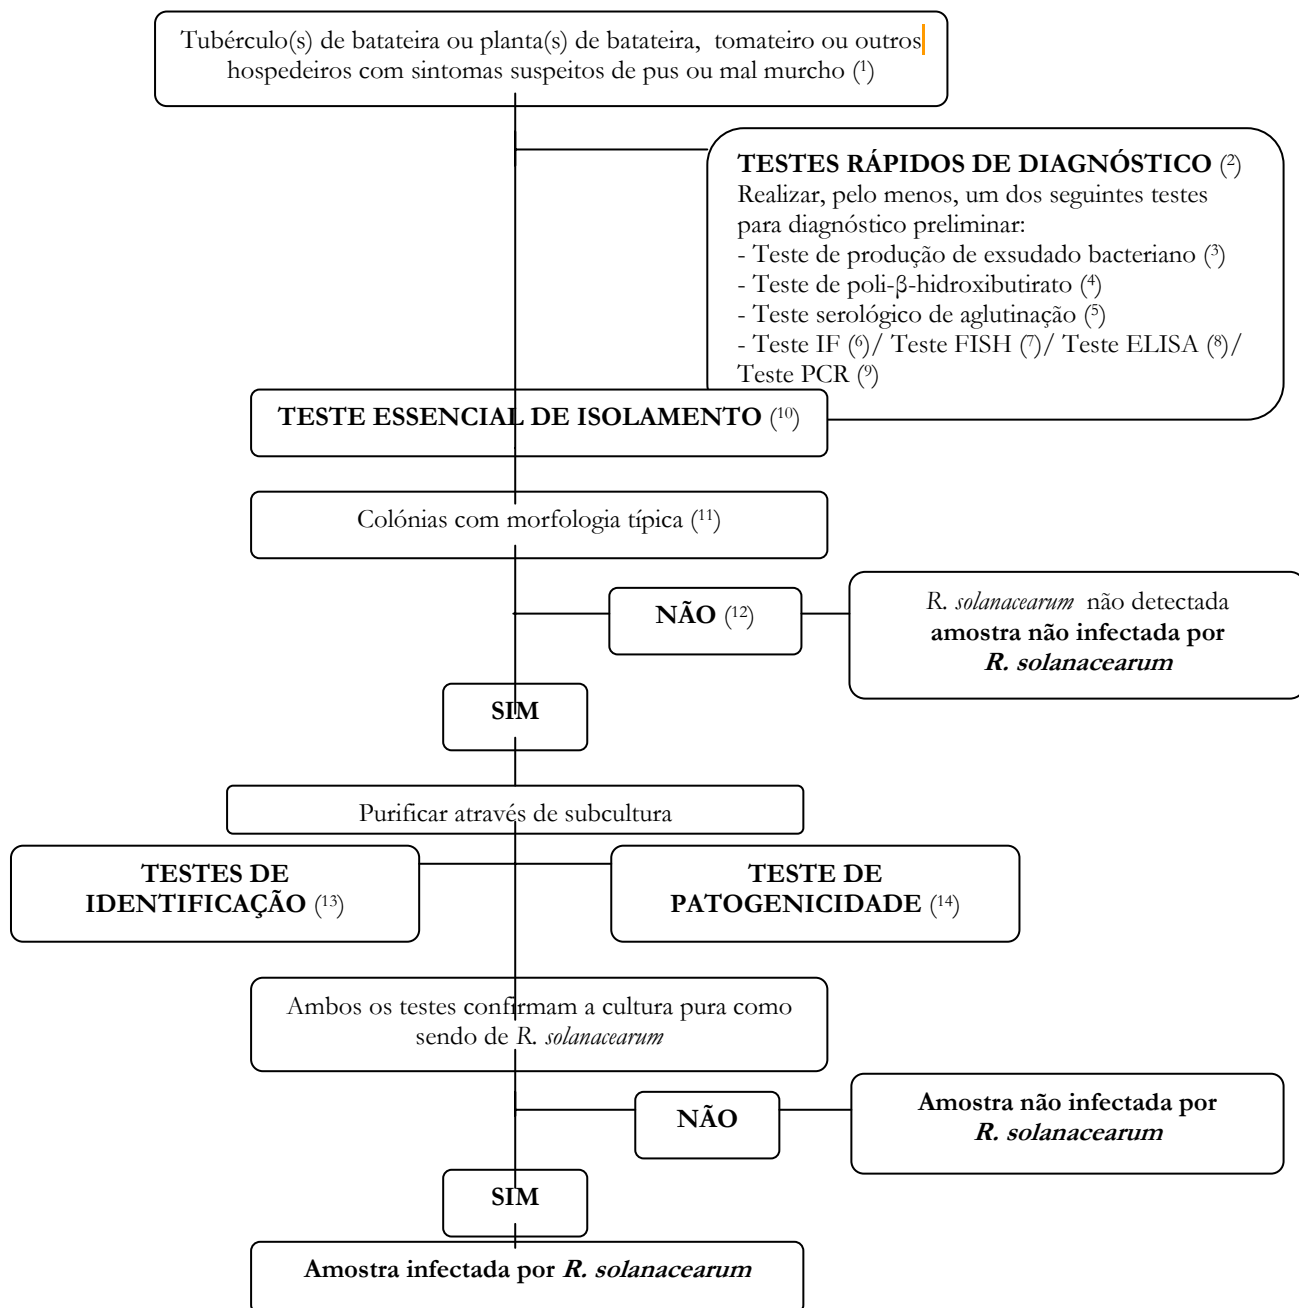 Tubérculo(s) de batateira ou planta(s) de batateira, tomateiro ou outros
hospedeiros com sintomas suspeitos de pus ou mal murcho (1)
TESTES RÁPIDOS DE DIAGNÓSTICO (2)
Realizar, pelo menos, um dos seguintes testes
para diagnóstico preliminar:
- Teste de produção de exsudado bacteriano (3)
- Teste de poli-β-hidroxibutirato (4)
- Teste serológico de aglutinação (5)
- Teste IF (6)/ Teste FISH (7)/ Teste ELISA (8)/
Teste PCR (9)
TESTE ESSENCIAL DE ISOLAMENTO (10)
Colónias com morfologia típica (11)
NÃO (12)
R. solanacearum não detectada
amostra não infectada por
R. solanacearum
SIM
Purificar através de subcultura
TESTES DE
IDENTIFICAÇÃO (13)
TESTE DE
PATOGENICIDADE (14)
Ambos os testes confirmam a cultura pura como
sendo de R. solanacearum
NÃO
Amostra não infectada por
R. solanacearum
SIM
Amostra infectada por R. solanacearum